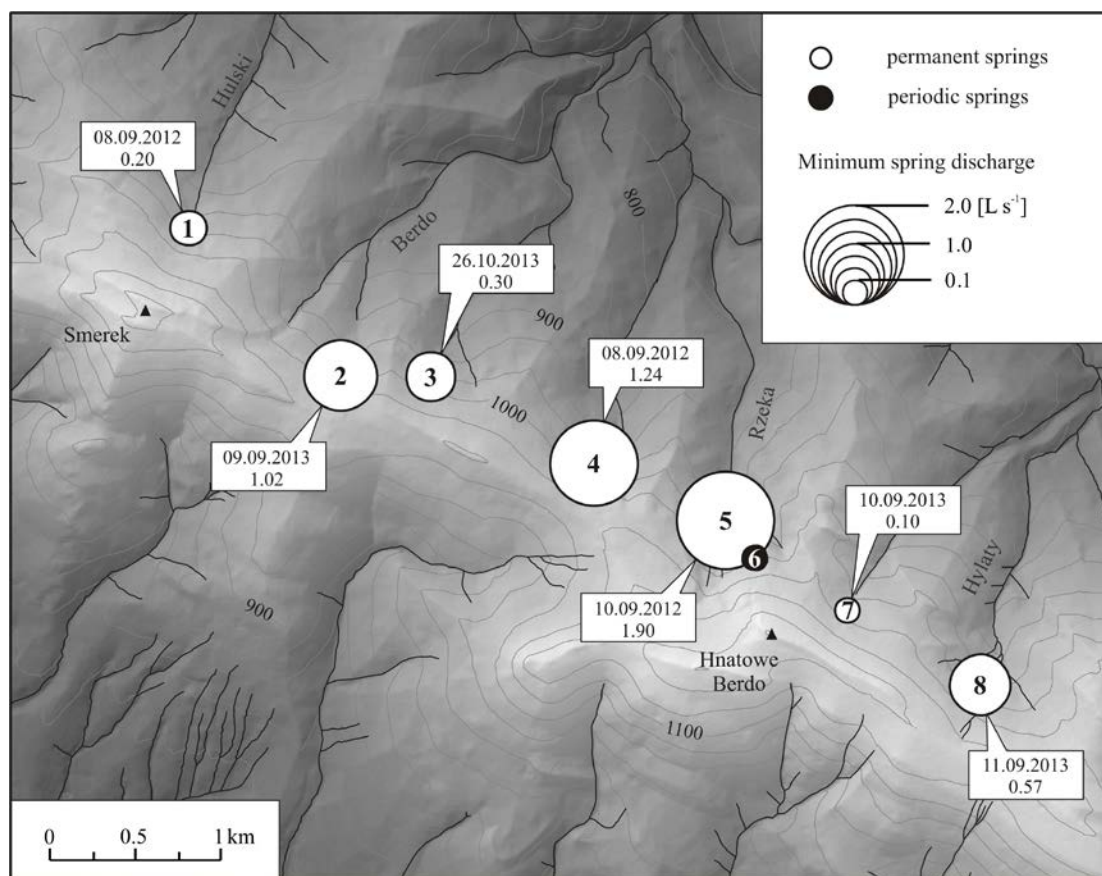 Hulski
08.09.2012
0.20
1
Smerek
Berdo
26.10.2013
0.30
2
3
09.09.2013
1.02
800
900
1000
08.09.2012
1.24
4
Rzeka
5
6
10.09.2012
1.90
10.09.2013
0.10
7
Hylaty
8
11.09.2013
0.57
Hnatowe
Berdo
900
1100
permanent springs
periodic springs
Minimum spring discharge
2.0 [L s⁻¹]
1.0
0.1
0 0.5 1 km